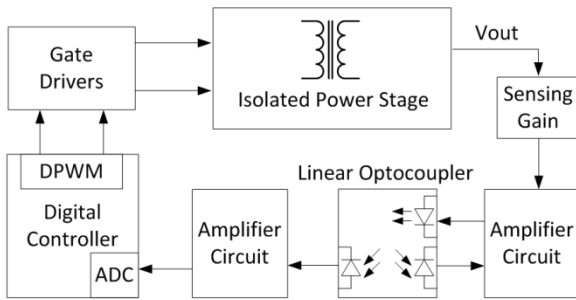 Gate
Drivers
Isolated Power Stage
Vout
Sensing
Gain
DPWM
Digital
Controller
ADC
Amplifier
Circuit
Linear Optocoupler
Amplifier
Circuit